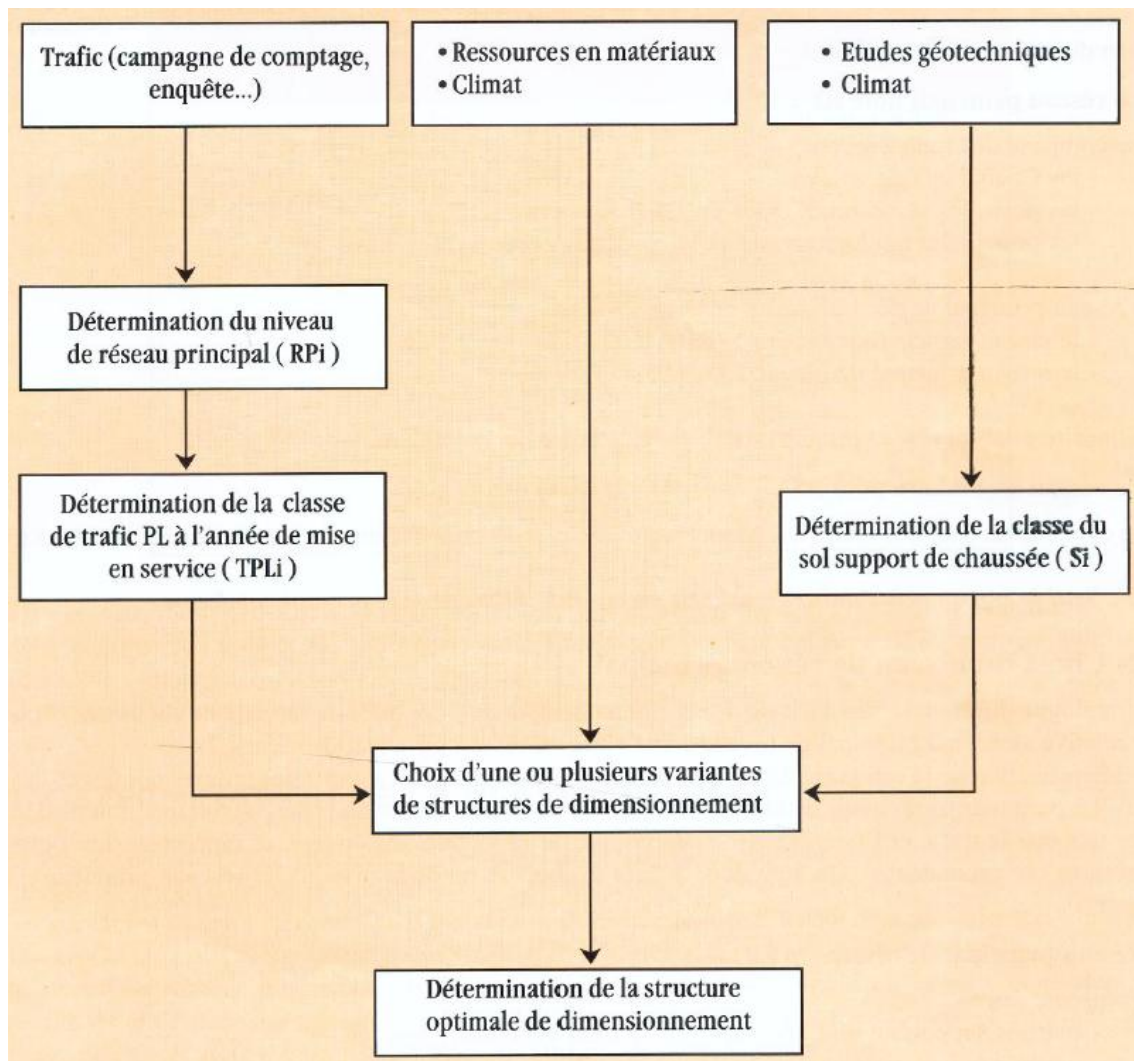 Trafic (campagne de comptage,
enquête...)
• Ressources en matériaux
• Climat
• Etudes géotechniques
• Climat
Détermination du niveau
de réseau principal ( RPi )
Détermination de la classe
de trafic PL à l'année de mise
en service ( TPLi )
Détermination de la classe du
sol support de chaussée ( Si )
Choix d'une ou plusieurs variantes
de structures de dimensionnement
Détermination de la structure
optimale de dimensionnement